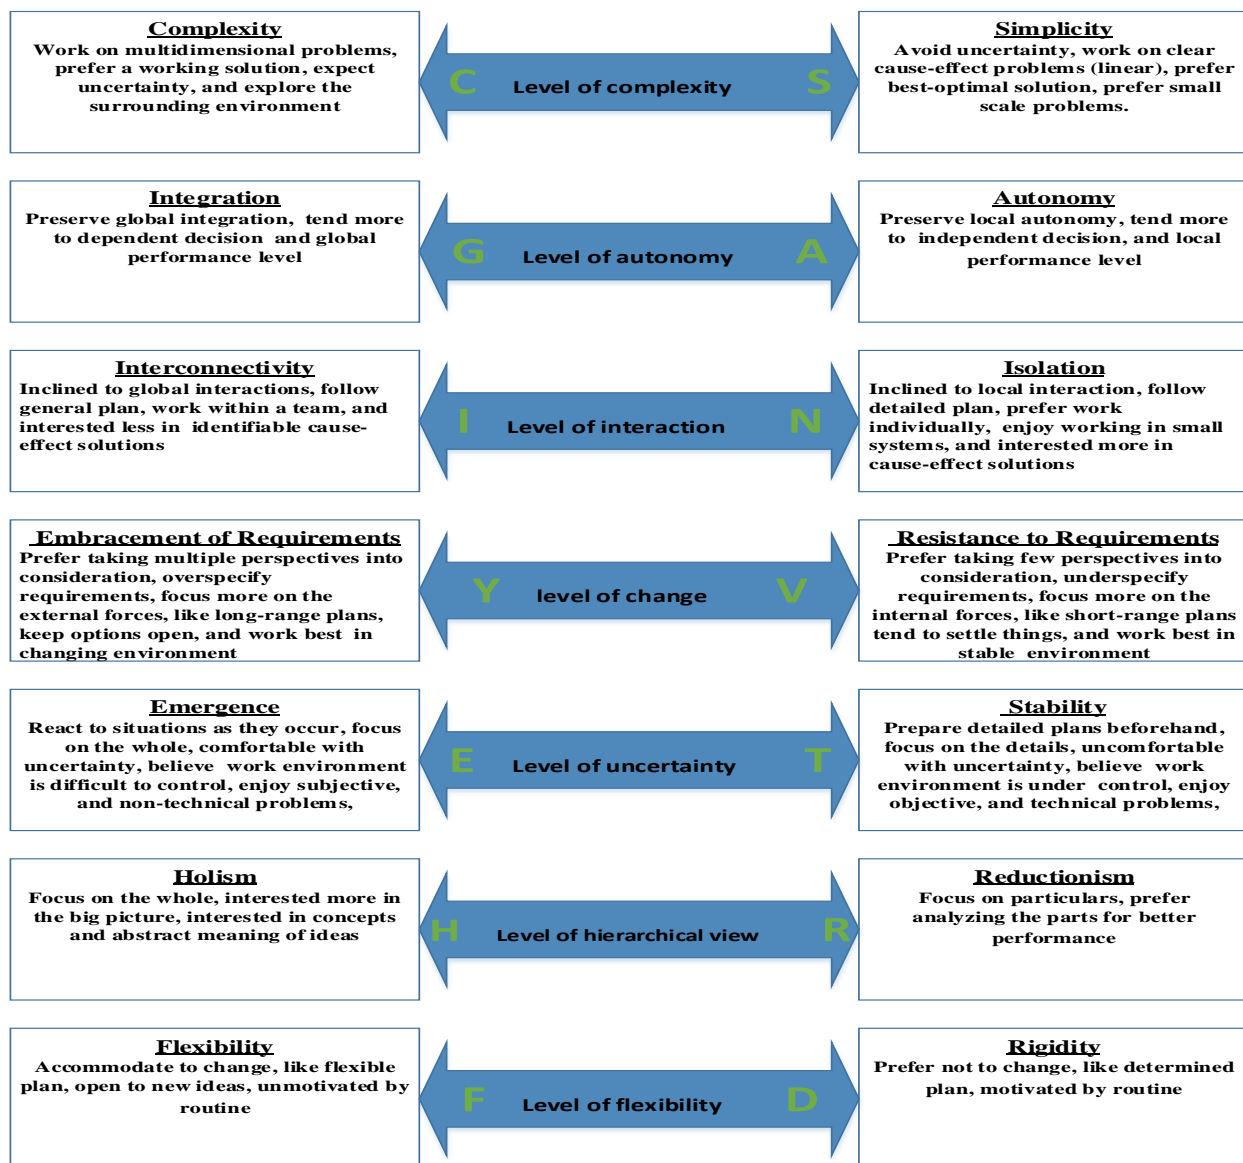 Complexity
Work on multidimensional problems,
prefer a working solution, expect
uncertainty, and explore the
surrounding environment
C Level of complexity S
Simplicity
Avoid uncertainty, work on clear
cause-effect problems (linear), prefer
best-optimal solution, prefer small
scale problems.
Integration
Preserve global integration, tend more
to dependent decision and global
performance level
G Level of autonomy A
Autonomy
Preserve local autonomy, tend more
to independent decision, and local
performance level
Interconnectivity
Inclined to global interactions, follow
general plan, work within a team, and
interested less in identifiable cause-
effect solutions
I Level of interaction N
Isolation
Inclined to local interaction, follow
detailed plan, prefer work
individually, enjoy working in small
systems, and interested more in
cause-effect solutions
Embracement of Requirements
Prefer taking multiple perspectives into
consideration, overspecify
requirements, focus more on the
external forces, like long-range plans,
keep options open, and work best in
changing environment
Y level of change V
Resistance to Requirements
Prefer taking few perspectives into
consideration, underspecify
requirements, focus more on the
internal forces, like short-range plans
tend to settle things, and work best in
stable environment
Emergence
React to situations as they occur, focus
on the whole, comfortable with
uncertainty, believe work environment
is difficult to control, enjoy subjective,
and non-technical problems,
E Level of uncertainty T
Stability
Prepare detailed plans beforehand,
focus on the details, uncomfortable
with uncertainty, believe work
environment is under control, enjoy
objective, and technical problems,
Holism
Focus on the whole, interested more in
the big picture, interested in concepts
and abstract meaning of ideas
H Level of hierarchical view R
Reductionism
Focus on particulars, prefer
analyzing the parts for better
performance
Flexibility
Accommodate to change, like flexible
plan, open to new ideas, unmotivated by
routine
F Level of flexibility D
Rigidity
Prefer not to change, like determined
plan, motivated by routine